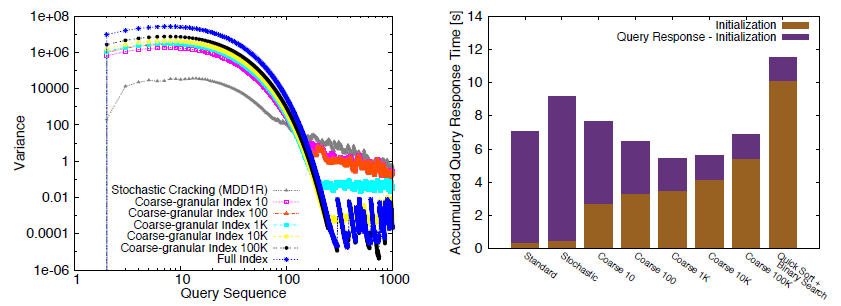 1e+08
1e+06
10000
100
1
0.01
0.0001
1e-06
Variance
Stochastic Cracking (MDD1R)
Coarse-granular Index 10
Coarse-granular Index 100
Coarse-granular Index 1K
Coarse-granular Index 10K
Coarse-granular Index 100K
Full Index
1 10 100 1000
Query Sequence
14
12
10
8
6
4
2
0
Accumulated Query Response Time [s]
Initialization
Query Response - Initialization
Standard
Stochastic
Coarse 10
Coarse 100
Coarse 1K
Coarse 10K
Coarse 100K
Quick Sort +
Binary Search